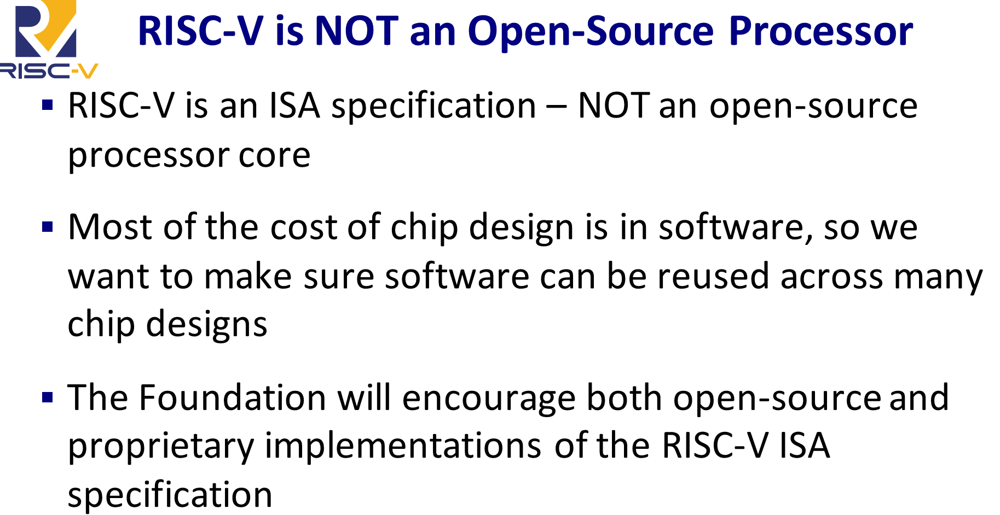 RISC-V is NOT an Open-Source Processor
RISC-V
▪ RISC-V is an ISA specification – NOT an open-source
processor core
▪ Most of the cost of chip design is in software, so we
want to make sure software can be reused across many
chip designs
▪ The Foundation will encourage both open-source and
proprietary implementations of the RISC-V ISA
specification